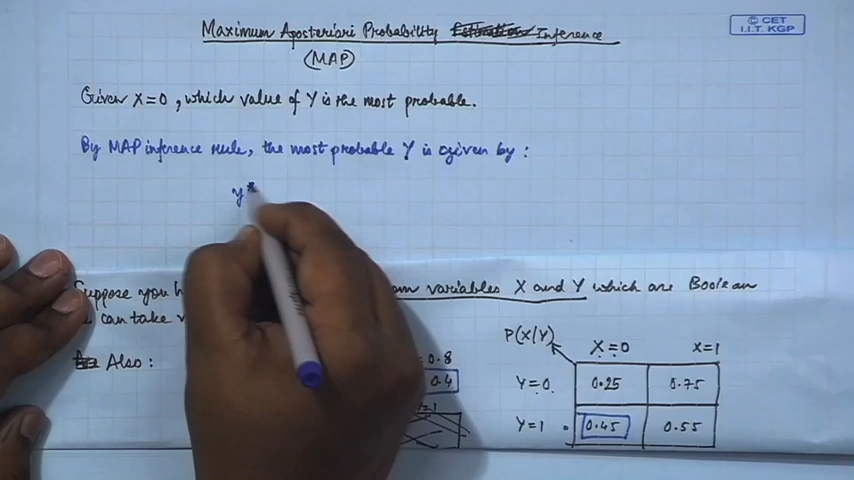 Maximum Aposteriori Probability Inference
© CET
I.I.T. KGP
(MAP)
Given X=0, which value of Y is the most probable.
By MAP inference rule, the most probable Y is given by:
y*
Suppose you variables X and Y which are Boolean
can take
Also: = 0.8
0.4
P(X/Y) X=0 X=1
Y=0 0.25 0.75
Y=1 0.45 0.55